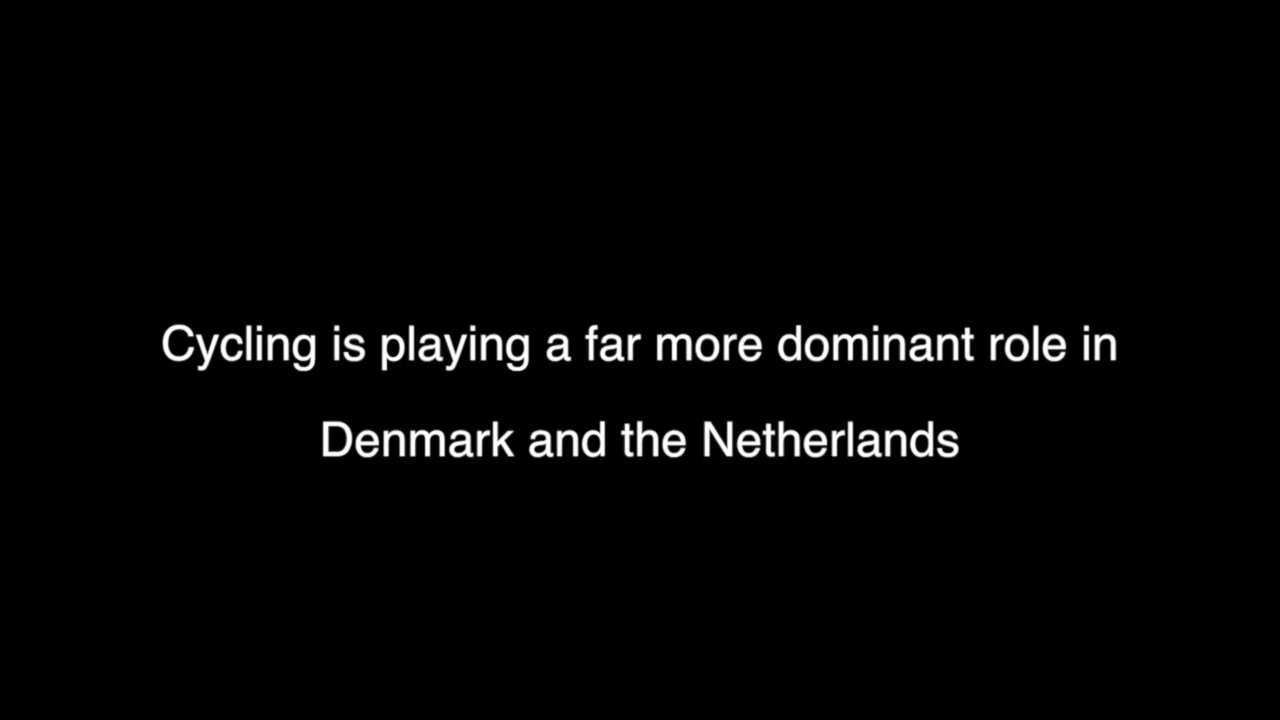 Cycling is playing a far more dominant role in
Denmark and the Netherlands